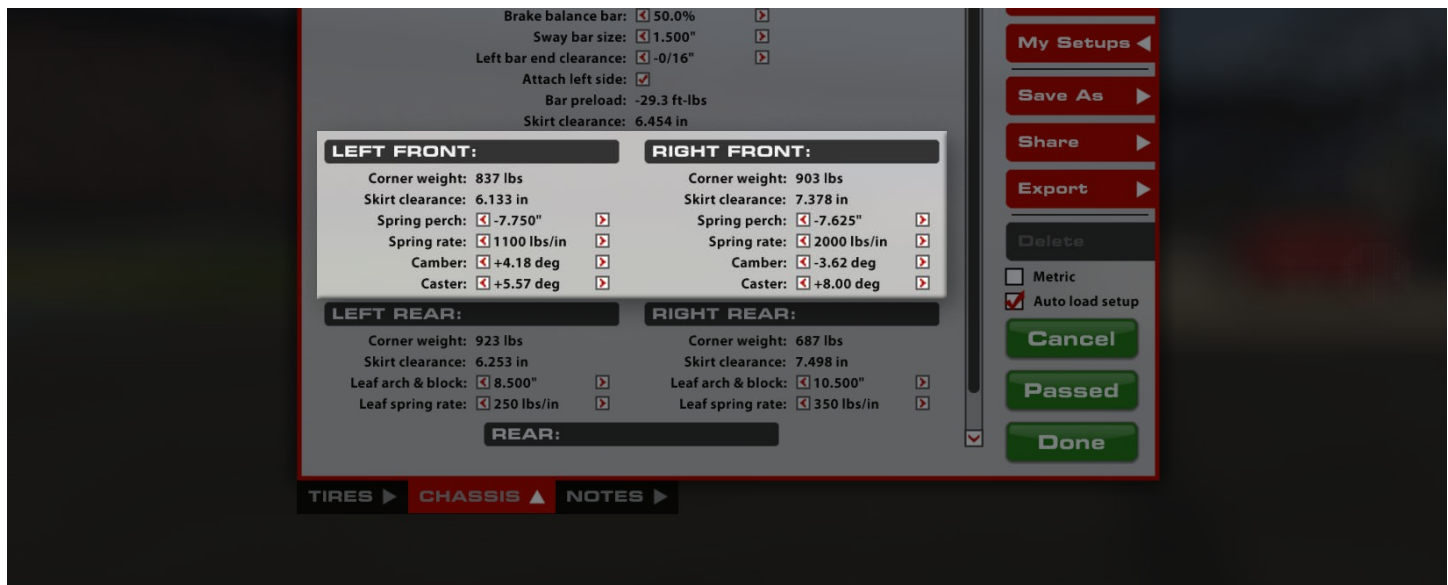 Brake balance bar: 50.0%
Sway bar size: 1.500"
Left bar end clearance: -0/16"
Attach left side:
Bar preload: -29.3 ft-lbs
Skirt clearance: 6.454 in
LEFT FRONT:
Corner weight: 837 lbs
Skirt clearance: 6.133 in
Spring perch: -7.750"
Spring rate: 1100 lbs/in
Camber: +4.18 deg
Caster: +5.57 deg
RIGHT FRONT:
Corner weight: 903 lbs
Skirt clearance: 7.378 in
Spring perch: -7.625"
Spring rate: 2000 lbs/in
Camber: -3.62 deg
Caster: +8.00 deg
LEFT REAR:
Corner weight: 923 lbs
Skirt clearance: 6.253 in
Leaf arch & block: 8.500"
Leaf spring rate: 250 lbs/in
RIGHT REAR:
Corner weight: 687 lbs
Skirt clearance: 7.498 in
Leaf arch & block: 10.500"
Leaf spring rate: 350 lbs/in
REAR:
My Setups
Save As
Share
Export
Delete
Metric
Auto load setup
Cancel
Passed
Done
TIRES
CHASSIS
NOTES